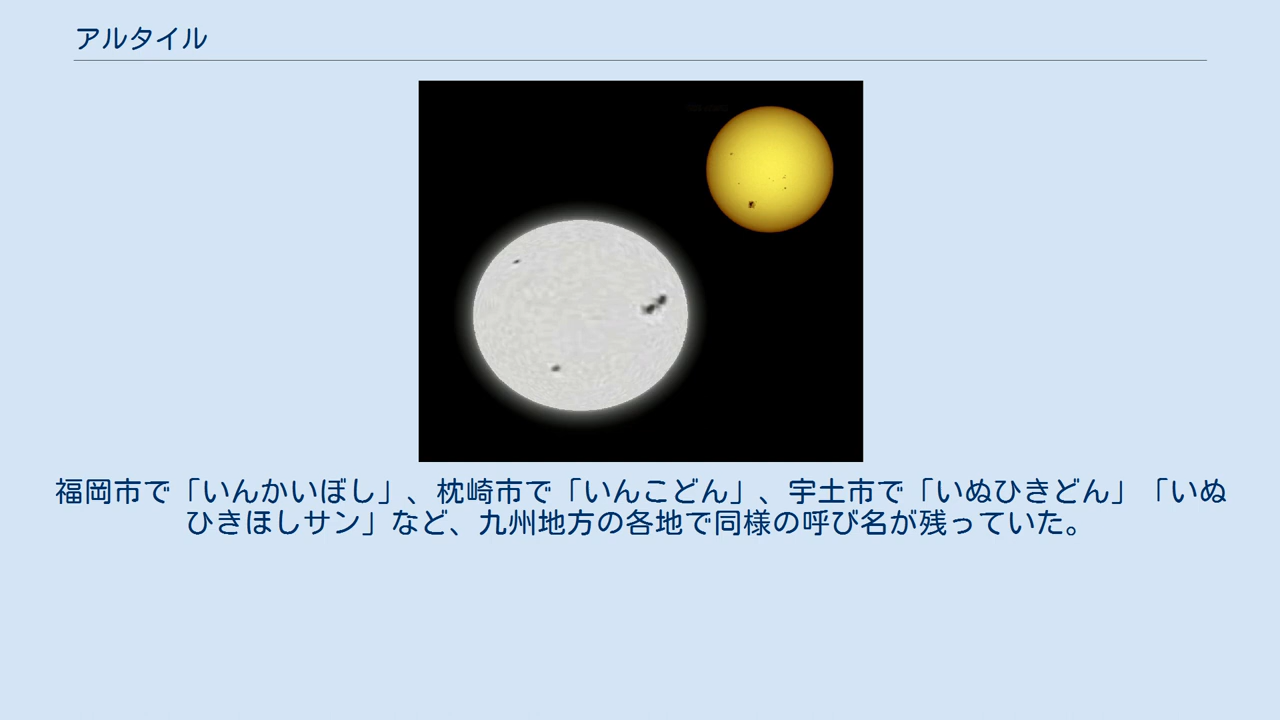 アルタイル
福岡市で「いんかいぼし」、枕崎市で「いんこどん」、宇土市で「いぬひきどん」「いぬ
ひきほしサン」など、九州地方の各地で同様の呼び名が残っていた。